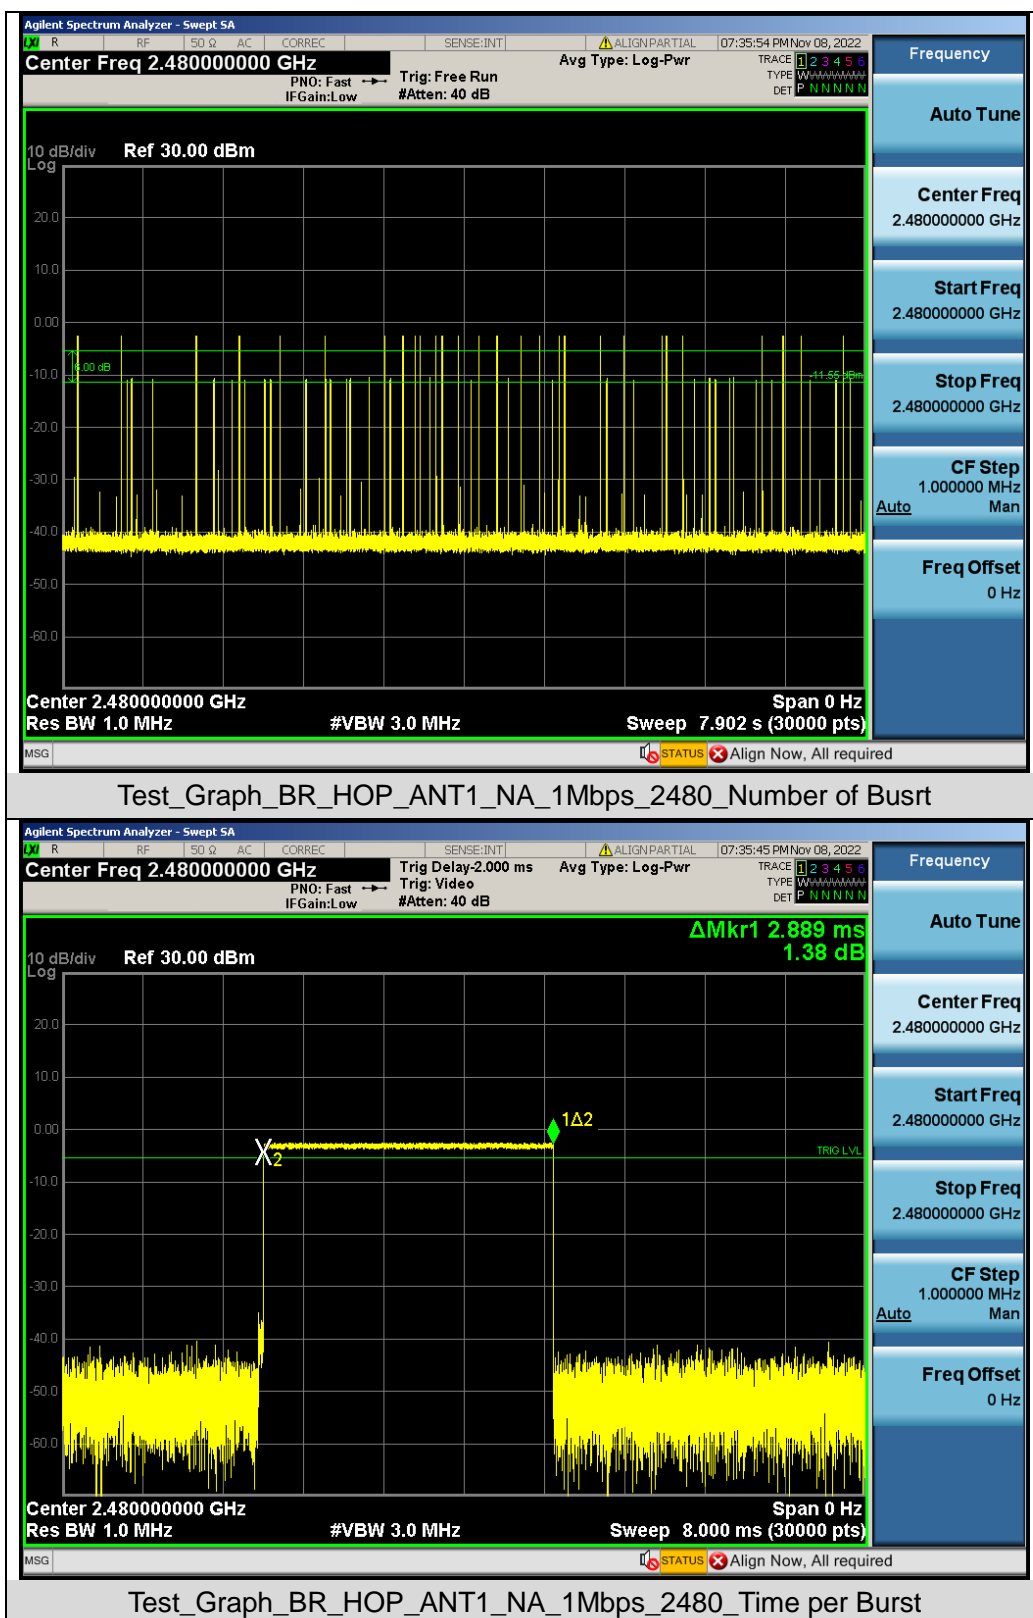 Agilent Spectrum Analyzer - Swept SA
LXI R RF 50 Ω AC CORREC SENSE:INT ALIGN PARTIAL 07:35:54 PM Nov 08, 2022
Center Freq 2.480000000 GHz
PNO: Fast
IFGain:Low
Trig: Free Run
#Atten: 40 dB
Avg Type: Log-Pwr
TRACE 1 2 3 4 5 6
TYPE
DET P N N N N N
Frequency
Auto Tune
10 dB/div
Log
Ref 30.00 dBm
20.0
10.0
0.00
-10.0
-20.0
-30.0
-40.0
-50.0
-60.0
6.00 dB
-11.55 dBm
Center Freq
2.480000000 GHz
Start Freq
2.480000000 GHz
Stop Freq
2.480000000 GHz
CF Step
1.000000 MHz
Auto Man
Freq Offset
0 Hz
Center 2.480000000 GHz Span 0 Hz
Res BW 1.0 MHz #VBW 3.0 MHz Sweep 7.902 s (30000 pts)
MSG STATUS Align Now, All required
Test_Graph_BR_HOP_ANT1_NA_1Mbps_2480_Number of Busrt
Agilent Spectrum Analyzer - Swept SA
LXI R RF 50 Ω AC CORREC SENSE:INT ALIGN PARTIAL 07:35:45 PM Nov 08, 2022
Center Freq 2.480000000 GHz
PNO: Fast
IFGain:Low
Trig Delay-2.000 ms
Trig: Video
#Atten: 40 dB
Avg Type: Log-Pwr
TRACE 1 2 3 4 5 6
TYPE
DET P N N N N N
Frequency
Auto Tune
ΔMkr1 2.889 ms
1.38 dB
10 dB/div
Log
Ref 30.00 dBm
20.0
10.0
0.00
-10.0
-20.0
-30.0
-40.0
-50.0
-60.0
1Δ2
2
TRIG LVL
Center Freq
2.480000000 GHz
Start Freq
2.480000000 GHz
Stop Freq
2.480000000 GHz
CF Step
1.000000 MHz
Auto Man
Freq Offset
0 Hz
Center 2.480000000 GHz Span 0 Hz
Res BW 1.0 MHz #VBW 3.0 MHz Sweep 8.000 ms (30000 pts)
MSG STATUS Align Now, All required
Test_Graph_BR_HOP_ANT1_NA_1Mbps_2480_Time per Burst